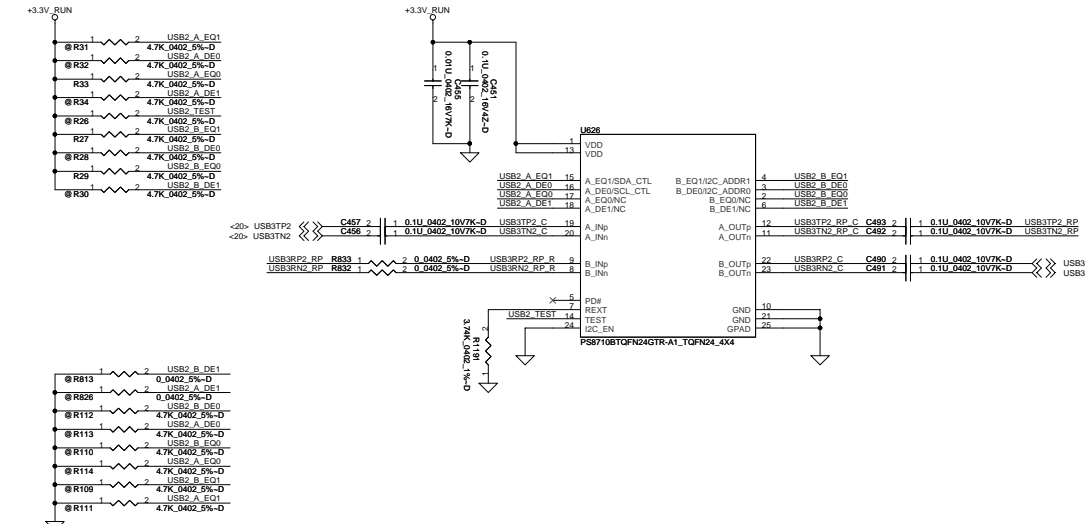 +3.3V_RUN
1 2 USB2_A_EQ1
@R31 4.7K_0402_5%~D
1 2 USB2_A_DE0
@R32 4.7K_0402_5%~D
1 2 USB2_A_EQ0
R33 4.7K_0402_5%~D
1 2 USB2_A_DE1
@R34 4.7K_0402_5%~D
1 2 USB2_TEST
@R26 4.7K_0402_5%~D
1 2 USB2_B_EQ1
R27 4.7K_0402_5%~D
1 2 USB2_B_DE0
@R28 4.7K_0402_5%~D
1 2 USB2_B_EQ0
R29 4.7K_0402_5%~D
1 2 USB2_B_DE1
@R30 4.7K_0402_5%~D
+3.3V_RUN
1 2
0.01U_0402_16V7K~D
C455
1 2
0.1U_0402_16V4Z~D
C451
U626
1 VDD
13 VDD
USB2_A_EQ1 15 A_EQ1/SDA_CTL B_EQ1/I2C_ADDR1 4 USB2_B_EQ1
USB2_A_DE0 16 A_DE0/SCL_CTL B_DE0/I2C_ADDR0 3 USB2_B_DE0
USB2_A_EQ0 17 A_EQ0/NC B_EQ0/NC 2 USB2_B_EQ0
USB2_A_DE1 18 A_DE1/NC B_DE1/NC 6 USB2_B_DE1
<20> USB3TP2 C457 2 1 0.1U_0402_10V7K~D USB3TP2_C 19 A_INp A_OUTp 12 USB3TP2_RP_C C493 2 1 0.1U_0402_10V7K~D USB3TP2_RP
<20> USB3TN2 C456 2 1 0.1U_0402_10V7K~D USB3TN2_C 20 A_INn A_OUTn 11 USB3TN2_RP_C C492 2 1 0.1U_0402_10V7K~D USB3TN2_RP
USB3RP2_RP R833 1 2 0_0402_5%~D USB3RP2_RP_R 9 B_INp B_OUTp 22 USB3RP2_C C490 2 1 0.1U_0402_10V7K~D USB3
USB3RN2_RP R832 1 2 0_0402_5%~D USB3RN2_RP_R 8 B_INn B_OUTn 23 USB3RN2_C C491 2 1 0.1U_0402_10V7K~D USB3
5 PD#
7 REXT GND 10
USB2_TEST 14 TEST GND 21
24 I2C_EN GPAD 25
PS8710BTQFN24GTR-A1_TQFN24_4X4
2 1
R1191
3.74K_0402_1%~D
1 2 USB2_B_DE1
@R813 0_0402_5%~D
1 2 USB2_A_DE1
@R826 0_0402_5%~D
1 2 USB2_B_DE0
@R112 4.7K_0402_5%~D
1 2 USB2_A_DE0
@R113 4.7K_0402_5%~D
1 2 USB2_B_EQ0
@R110 4.7K_0402_5%~D
1 2 USB2_A_EQ0
@R114 4.7K_0402_5%~D
1 2 USB2_B_EQ1
@R109 4.7K_0402_5%~D
1 2 USB2_A_EQ1
@R111 4.7K_0402_5%~D